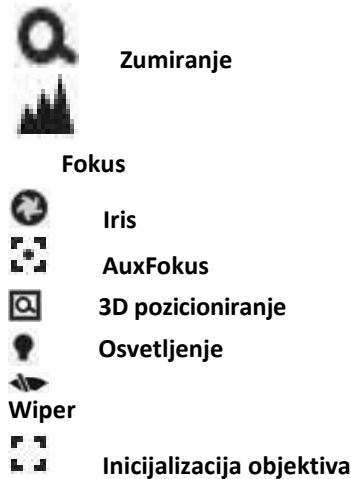 Zumiranje
Fokus
Iris
AuxFokus
3D pozicioniranje
Osvetljenje
Wiper
Inicijalizacija objektiva